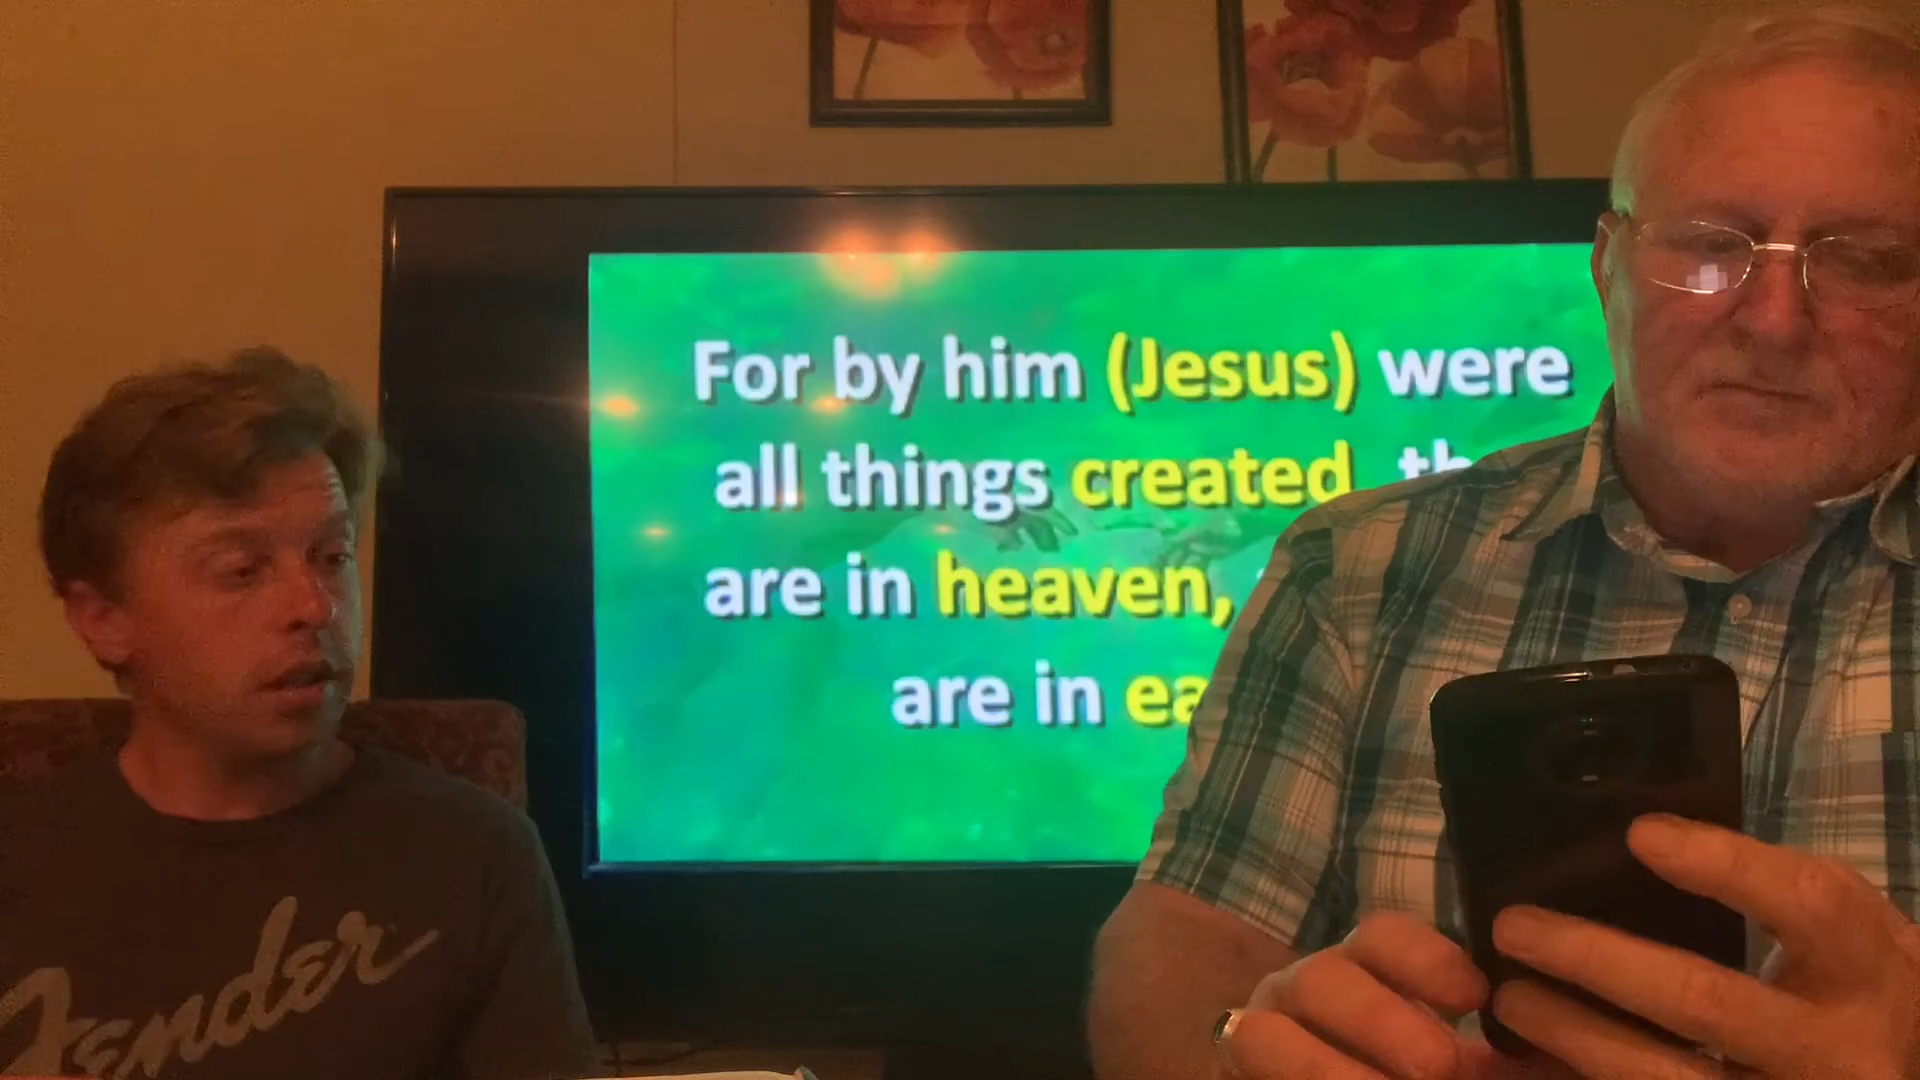 For by him (Jesus) were
all things created,
are in heaven,
are in
Fender